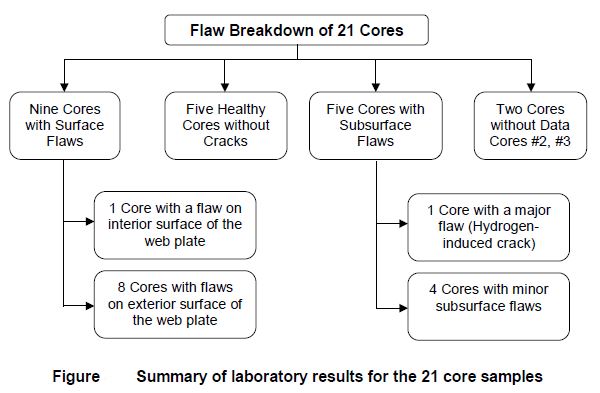 Flaw Breakdown of 21 Cores
Nine Cores
with Surface
Flaws
Five Healthy
Cores without
Cracks
Five Cores with
Subsurface
Flaws
Two Cores
without Data
Cores #2, #3
1 Core with a flaw on
interior surface of the
web plate
8 Cores with flaws
on exterior surface of
the web plate
1 Core with a major
flaw (Hydrogen-
induced crack)
4 Cores with minor
subsurface flaws
Figure Summary of laboratory results for the 21 core samples